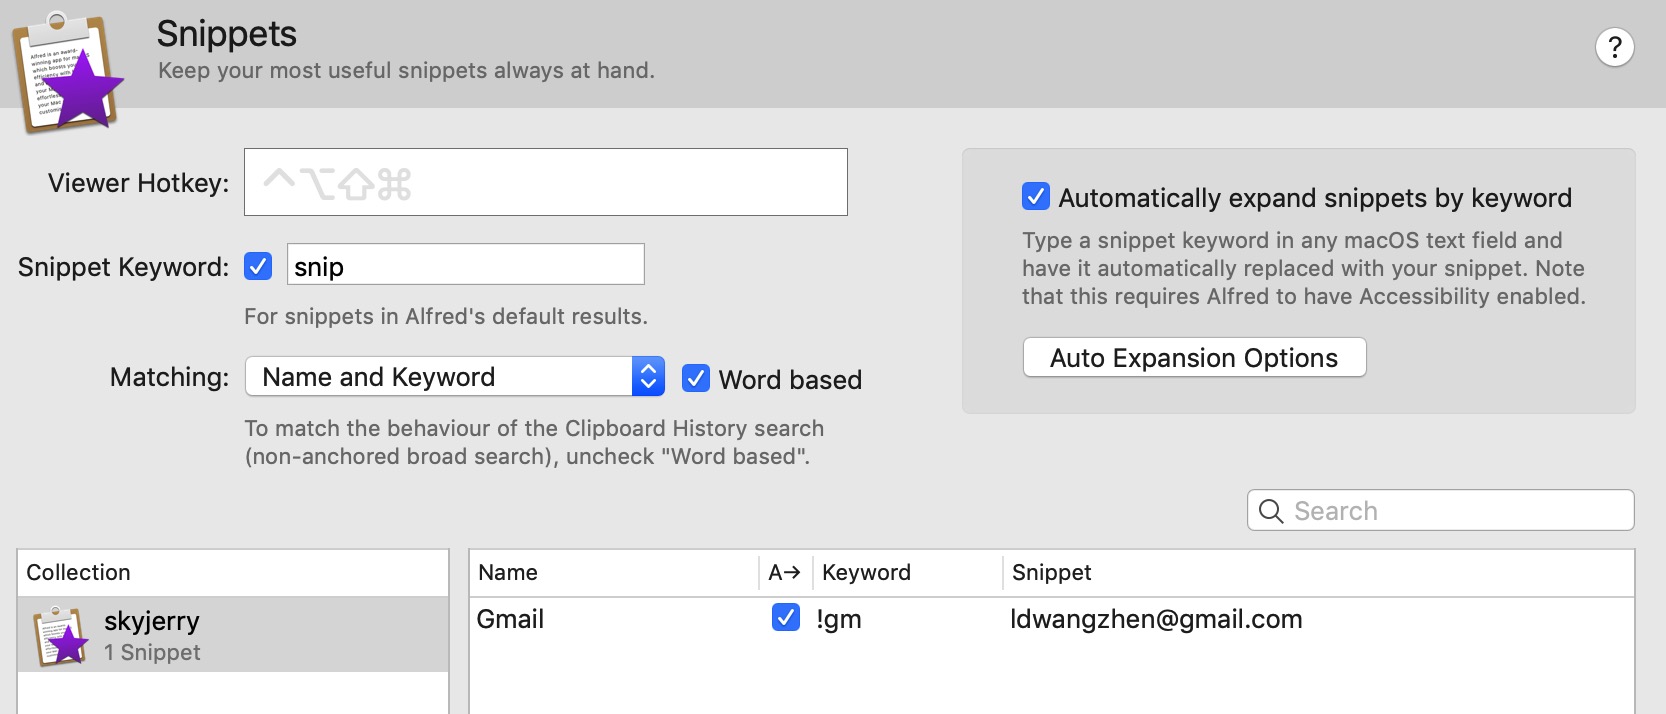 Snippets
Keep your most useful snippets always at hand.
?
Viewer Hotkey: ^⌥⇧⌘
Automatically expand snippets by keyword
Type a snippet keyword in any macOS text field and
have it automatically replaced with your snippet. Note
that this requires Alfred to have Accessibility enabled.
Auto Expansion Options
Snippet Keyword: snip
For snippets in Alfred's default results.
Matching: Name and Keyword Word based
To match the behaviour of the Clipboard History search
(non-anchored broad search), uncheck "Word based".
Search
Collection
skyjerry
1 Snippet
Name A→ Keyword Snippet
Gmail !gm ldwangzhen@gmail.com